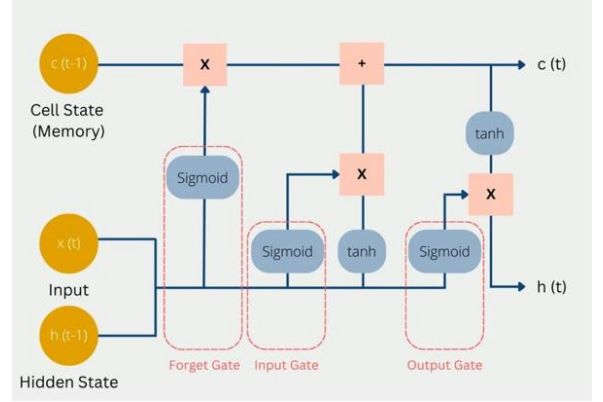 c (t-1)
X
+
c (t)
Cell State
(Memory)
tanh
Sigmoid
X
X
x (t)
Sigmoid
tanh
Sigmoid
Input
h (t)
h (t-1)
Forget Gate
Input Gate
Output Gate
Hidden State